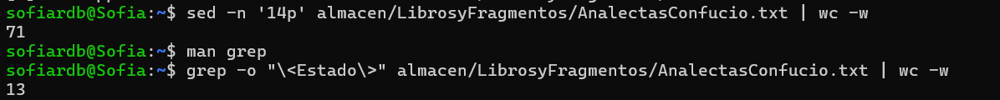 sofiardb@Sofia:~$ sed -n '14p' almacen/LibrosyFragmentos/AnalectasConfucio.txt | wc -w
71
sofiardb@Sofia:~$ man grep
sofiardb@Sofia:~$ grep -o "\<Estado\>" almacen/LibrosyFragmentos/AnalectasConfucio.txt | wc -w
13